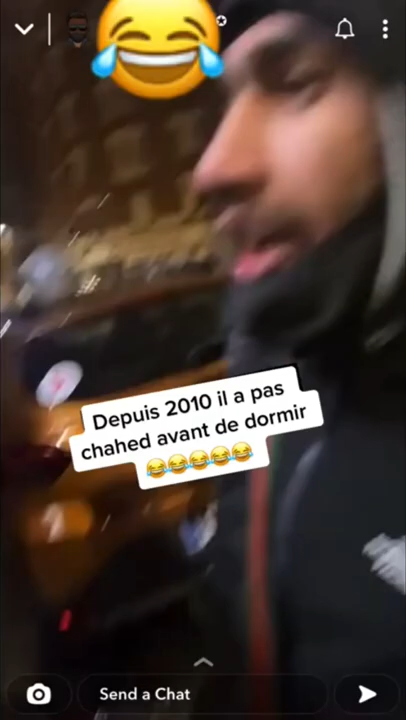 Depuis 2010 il a pas
chahed avant de dormir
😂😂😂😂😂
Send a Chat